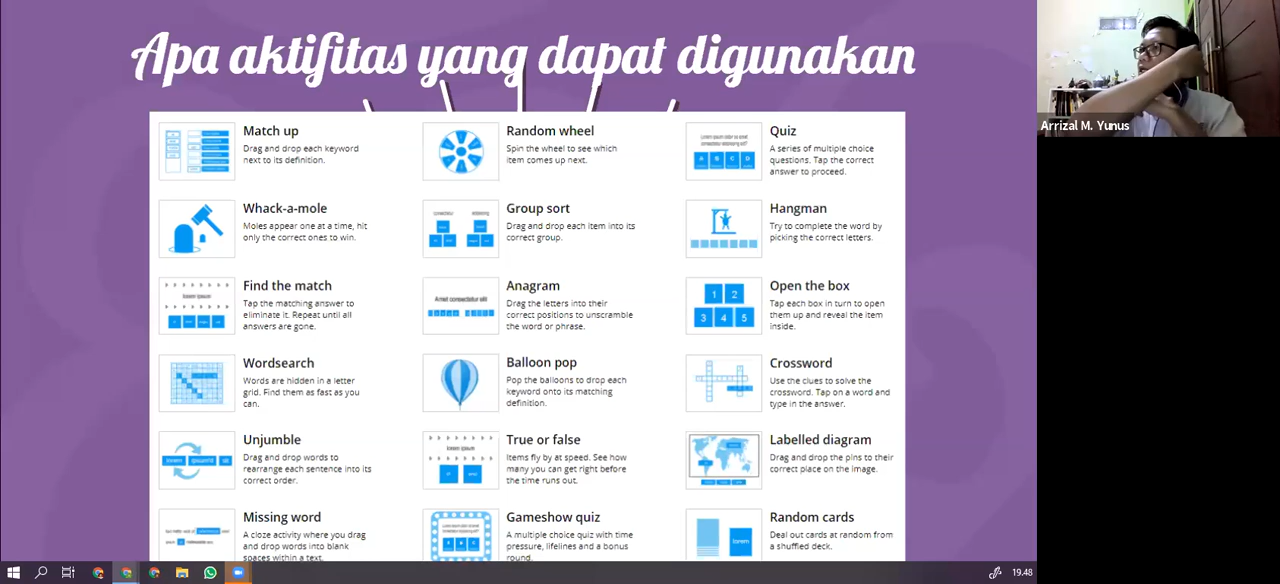 Apa aktifitas yang dapat digunakan
Match up
Drag and drop each keyword
next to its definition.
Random wheel
Spin the wheel to see which
item comes up next.
Quiz
A series of multiple choice
questions. Tap the correct
answer to proceed.
Whack-a-mole
Moles appear one at a time, hit
only the correct ones to win.
Group sort
Drag and drop each item into its
correct group.
Hangman
Try to complete the word by
picking the correct letters.
Find the match
Tap the matching answer to
eliminate it. Repeat until all
answers are gone.
Anagram
Drag the letters into their
correct positions to unscramble
the word or phrase.
Open the box
Tap each box in turn to open
them up and reveal the item
inside.
1 2
3 4 5
Wordsearch
Words are hidden in a letter
grid. Find them as fast as you
can.
Balloon pop
Pop the balloons to drop each
keyword onto its matching
definition.
Crossword
Use the clues to solve the
crossword. Tap on a word and
type in the answer.
Unjumble
Drag and drop words to
rearrange each sentence into its
correct order.
True or false
Items fly by at speed. See how
many you can get right before
the time runs out.
Labelled diagram
Drag and drop the pins to their
correct place on the image.
Missing word
A cloze activity where you drag
and drop words into blank
spaces within a text.
Gameshow quiz
A multiple choice quiz with time
pressure, lifelines and a bonus
round.
Random cards
Deal out cards at random from
a shuffled deck.
Arrizal M. Yunus
19.48